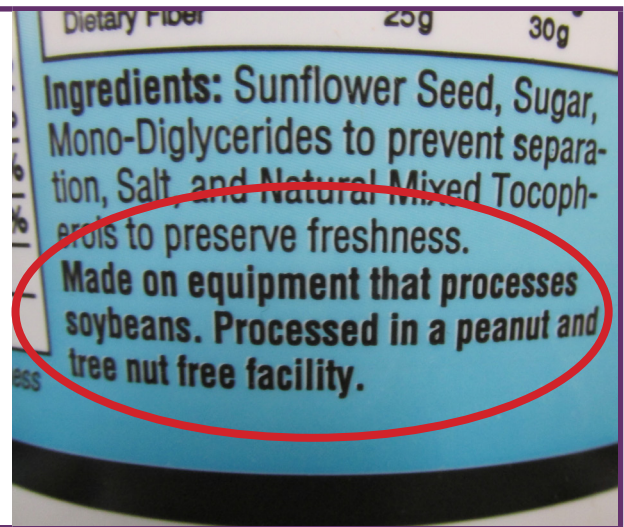 Dietary Fiber 25g 30g
Ingredients: Sunflower Seed, Sugar,
Mono-Diglycerides to prevent separa-
tion, Salt, and Natural Mixed Tocoph-
erols to preserve freshness.
Made on equipment that processes
soybeans. Processed in a peanut and
tree nut free facility.
ess